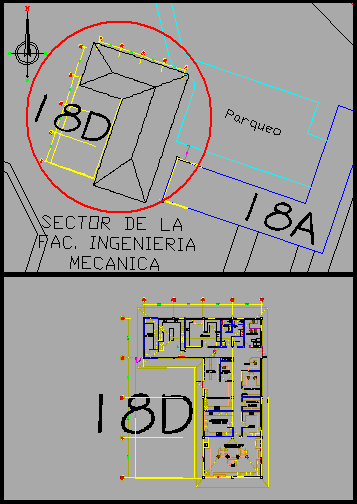 18D
Parqueo
18A
SECTOR DE LA
FAC. INGENIERIA
MECANICA
18D